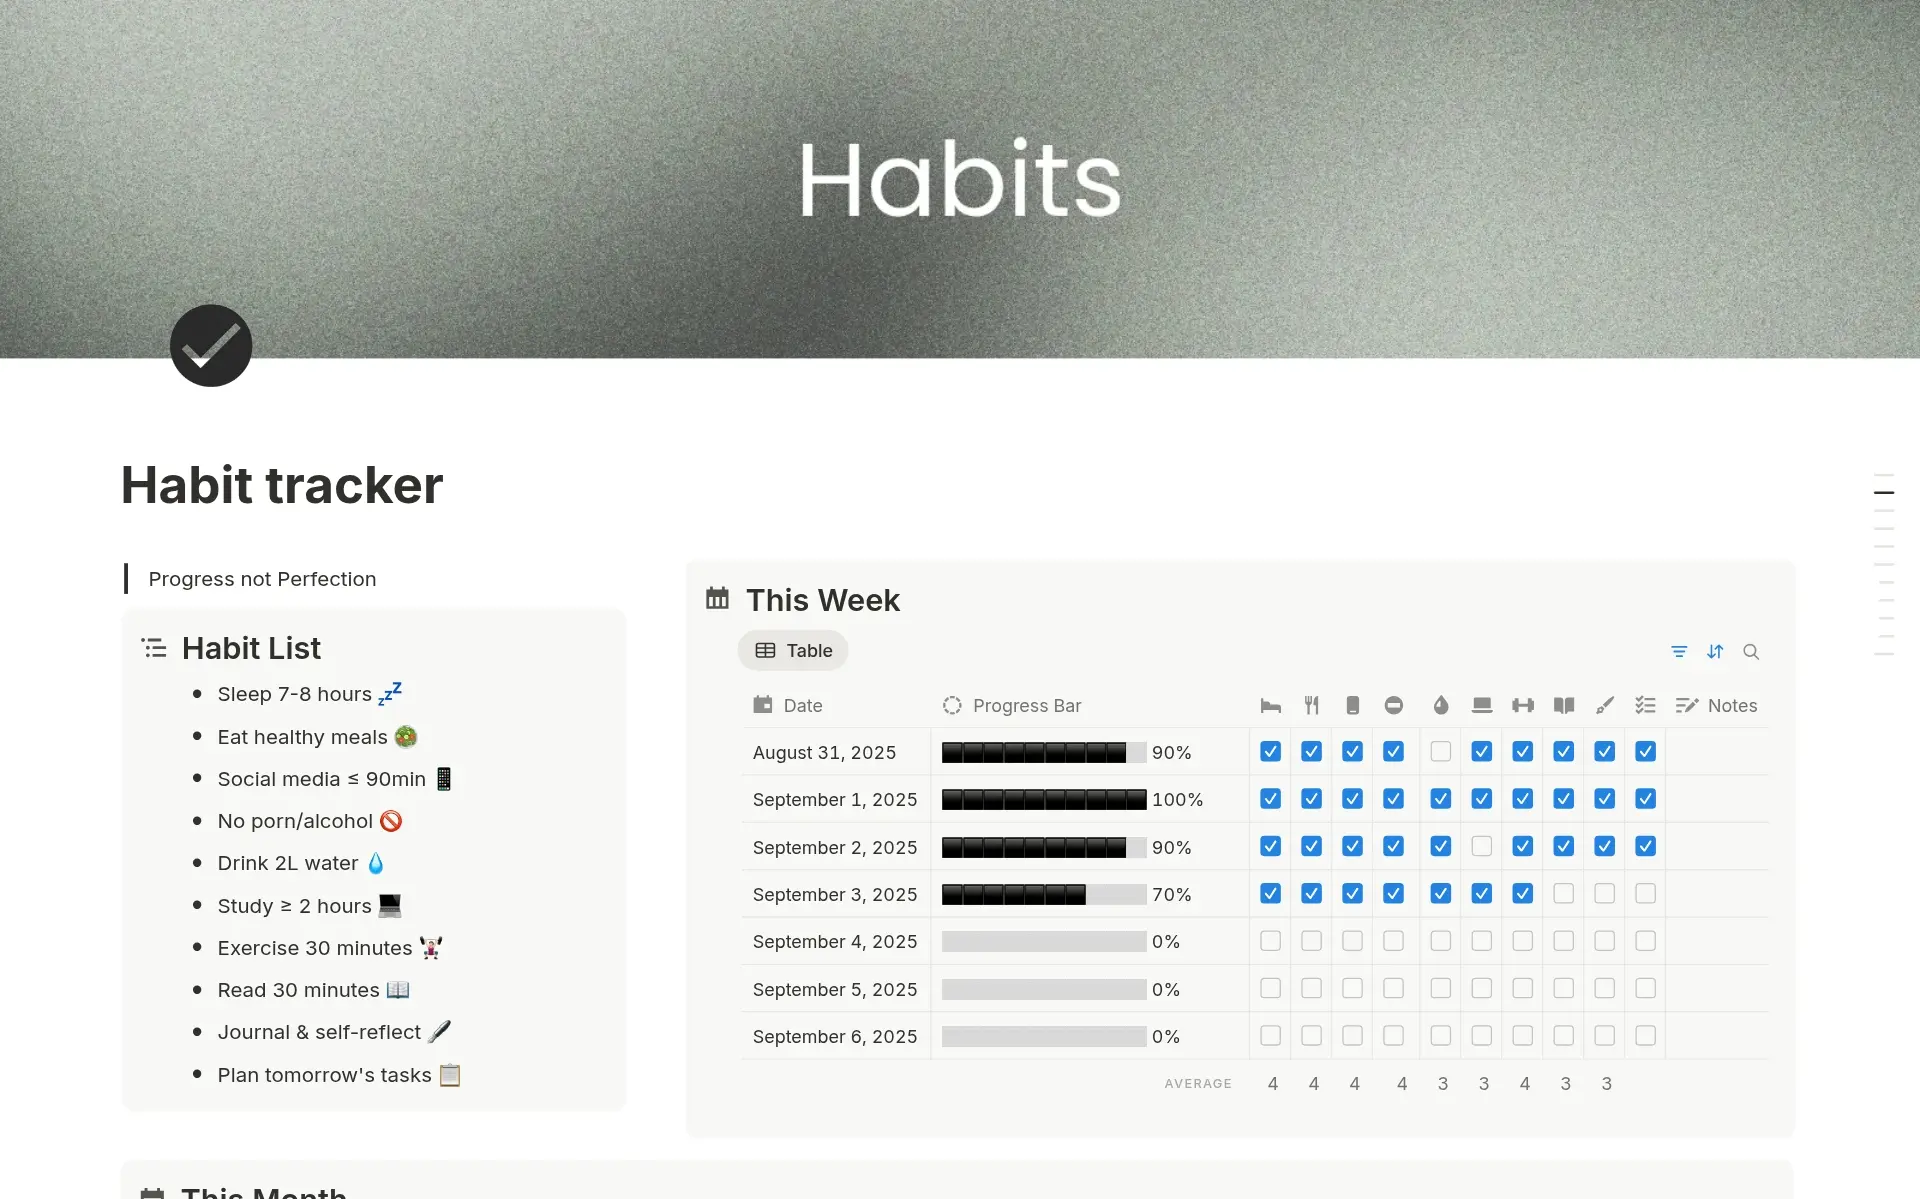 Habits
Habit tracker
Progress not Perfection
Habit List
Sleep 7-8 hours 💤
Eat healthy meals 🥗
Social media ≤ 90min 📱
No porn/alcohol 🚫
Drink 2L water 💧
Study ≥ 2 hours 💻
Exercise 30 minutes 🏋🏻
Read 30 minutes 📖
Journal & self-reflect 🖋️
Plan tomorrow's tasks 📋
This Week
Table
Date Progress Bar Notes
August 31, 2025 90%
September 1, 2025 100%
September 2, 2025 90%
September 3, 2025 70%
September 4, 2025 0%
September 5, 2025 0%
September 6, 2025 0%
AVERAGE 4 4 4 4 3 3 4 3 3
This Month